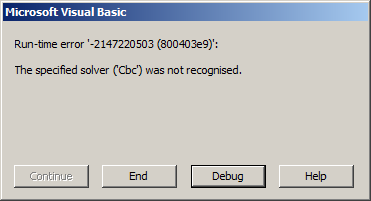 Microsoft Visual Basic
Run-time error '-2147220503 (800403e9)':
The specified solver ('Cbc') was not recognised.
Continue
End
Debug
Help